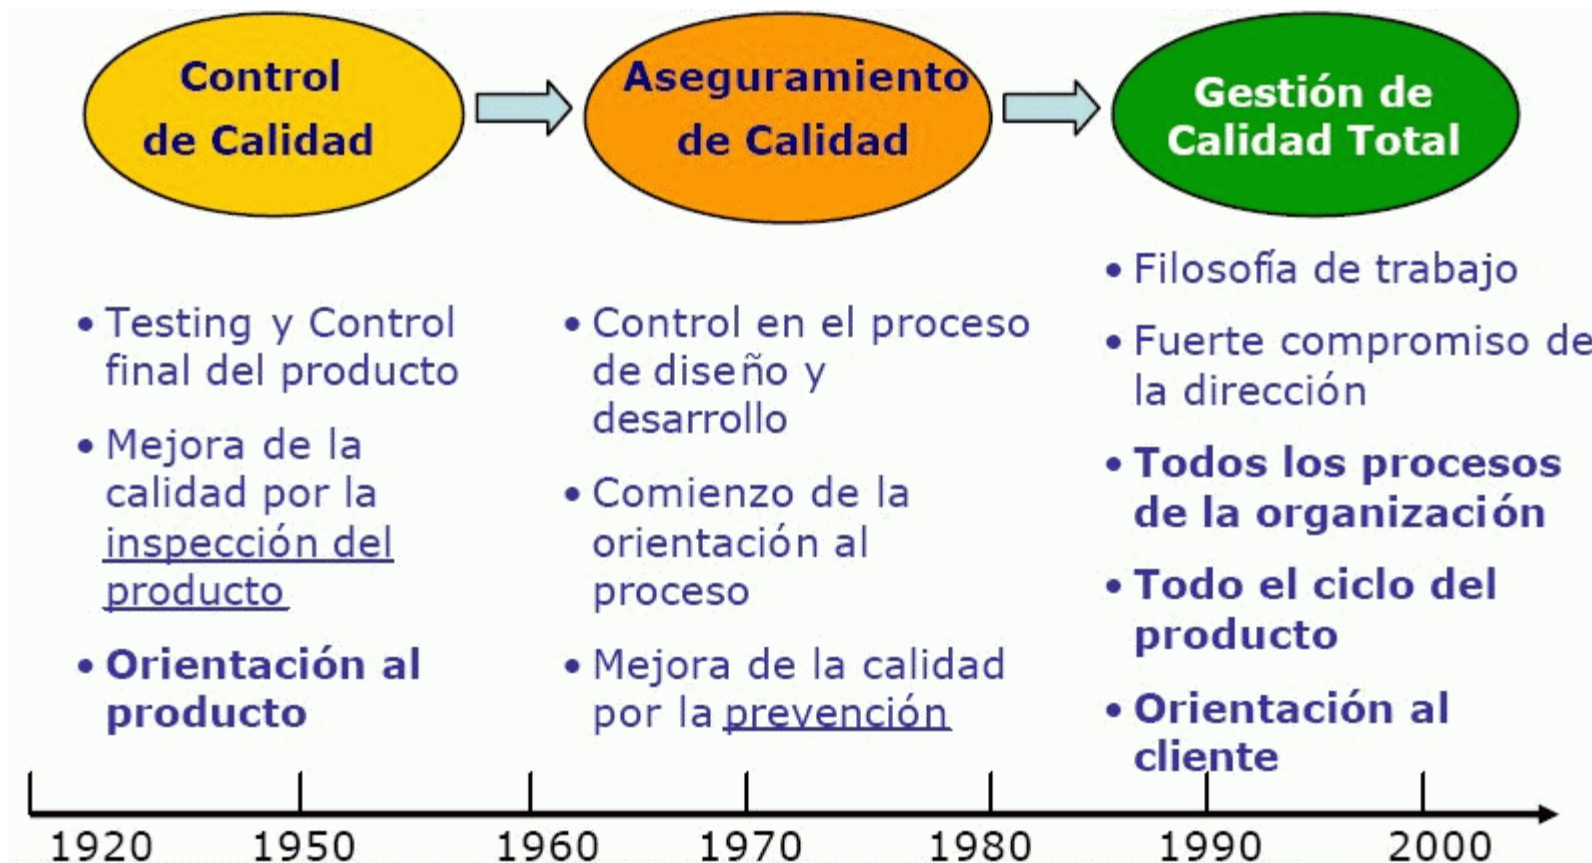 Control
de Calidad
Aseguramiento
de Calidad
Gestión de
Calidad Total
• Testing y Control
final del producto
• Mejora de la
calidad por la
inspección del
producto
• Orientación al
producto
• Control en el proceso
de diseño y
desarrollo
• Comienzo de la
orientación al
proceso
• Mejora de la calidad
por la prevención
• Filosofía de trabajo
• Fuerte compromiso de
la dirección
• Todos los procesos
de la organización
• Todo el ciclo del
producto
• Orientación al
cliente
1920 1950 1960 1970 1980 1990 2000